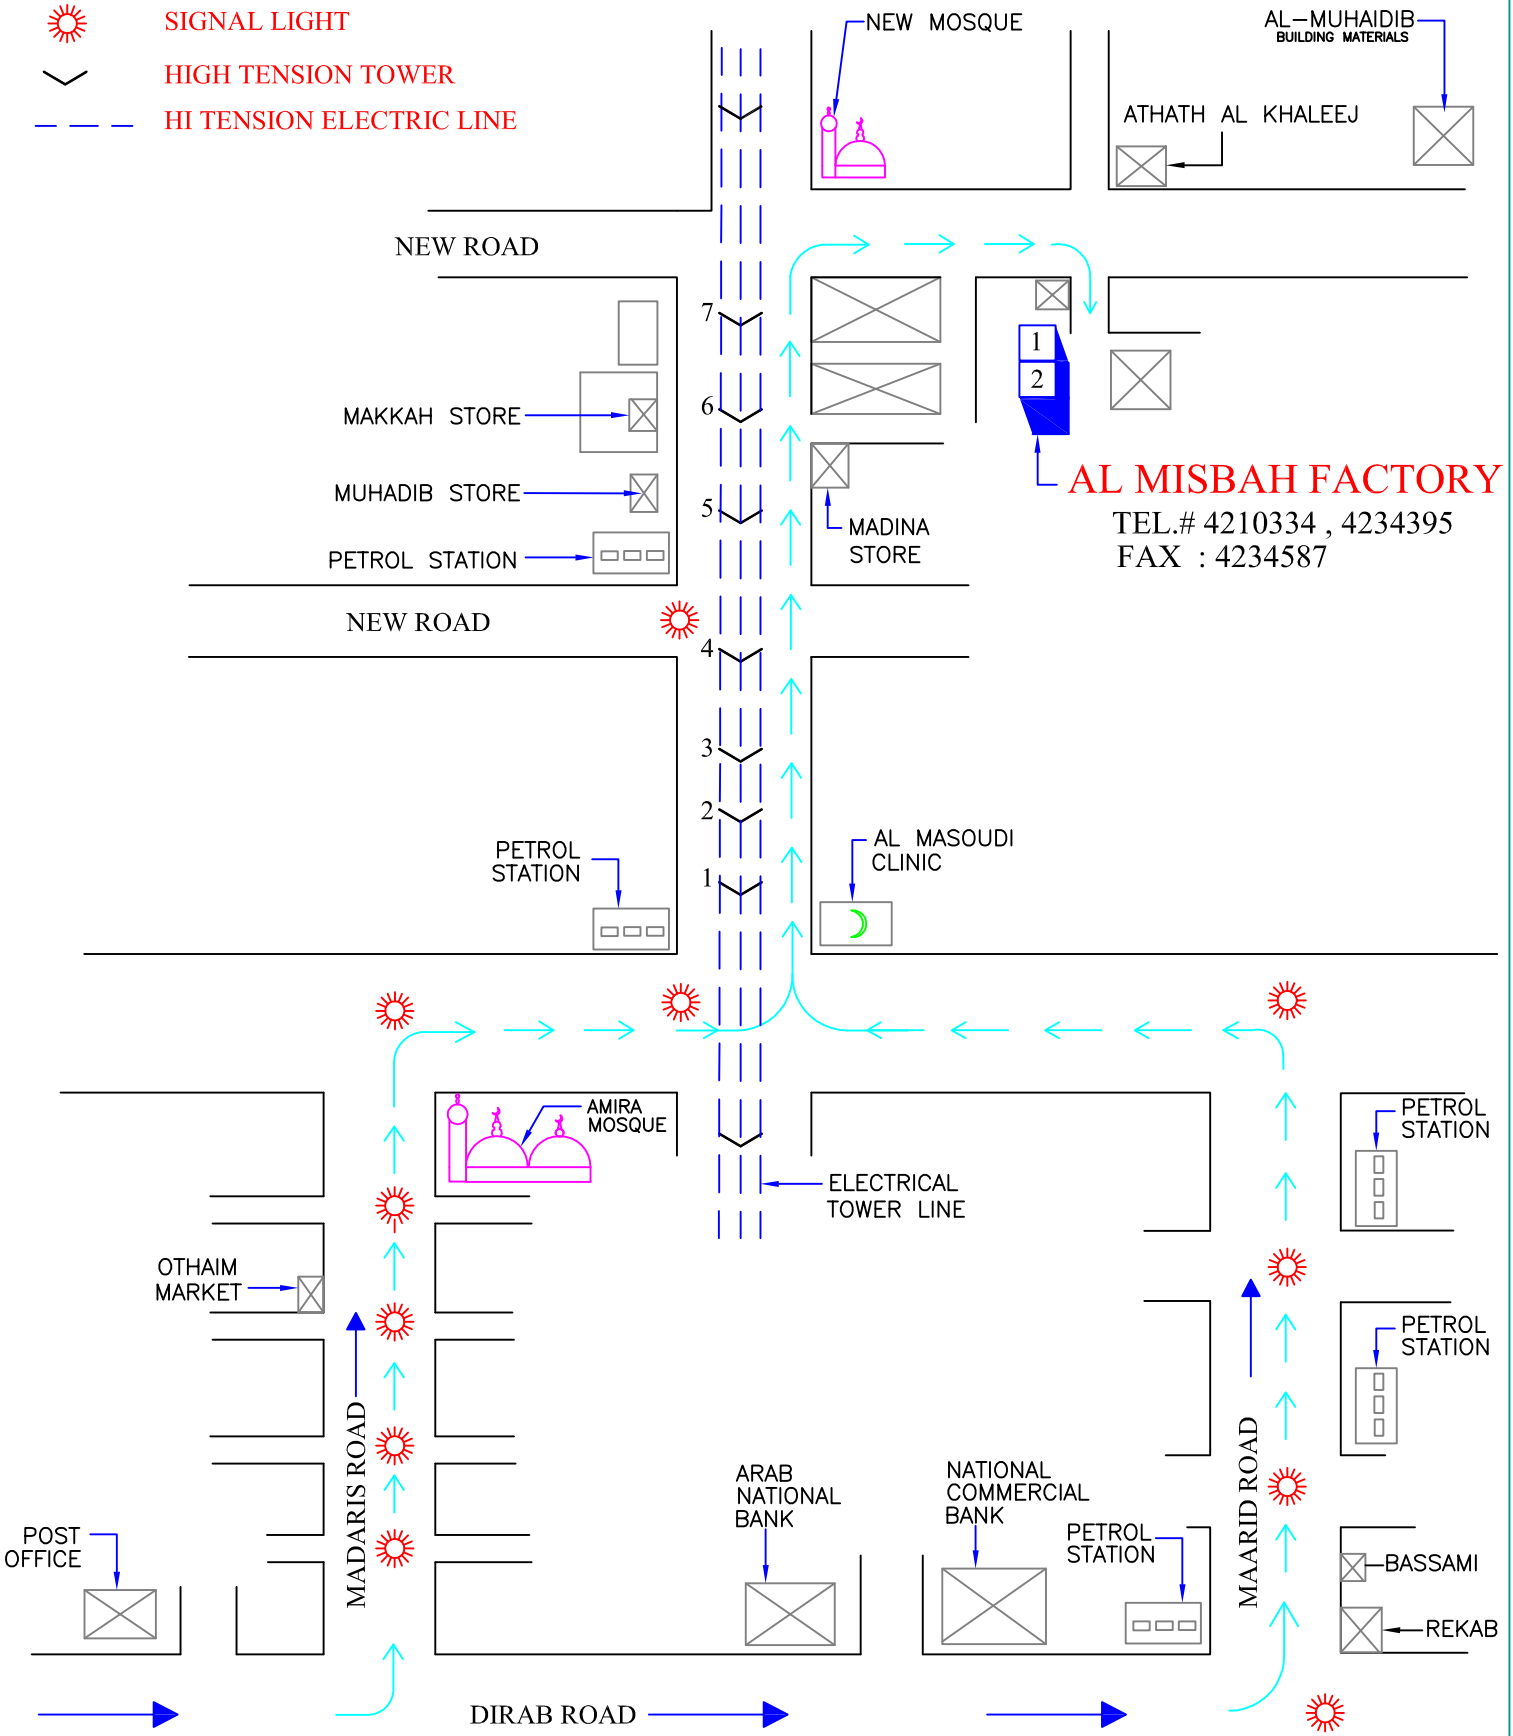 SIGNAL LIGHT
HIGH TENSION TOWER
HI TENSION ELECTRIC LINE
NEW MOSQUE
AL-MUHAIDIB
BUILDING MATERIALS
ATHATH AL KHALEEJ
NEW ROAD
7
1
2
6
MAKKAH STORE
MUHADIB STORE
5
AL MISBAH FACTORY
TEL.# 4210334 , 4234395
FAX : 4234587
MADINA
STORE
PETROL STATION
NEW ROAD
4
3
2
1
PETROL
STATION
AL MASOUDI
CLINIC
AMIRA
MOSQUE
PETROL
STATION
ELECTRICAL
TOWER LINE
OTHAIM
MARKET
PETROL
STATION
MADARIS ROAD
MAARID ROAD
ARAB
NATIONAL
BANK
NATIONAL
COMMERCIAL
BANK
PETROL
STATION
POST
OFFICE
BASSAMI
REKAB
DIRAB ROAD